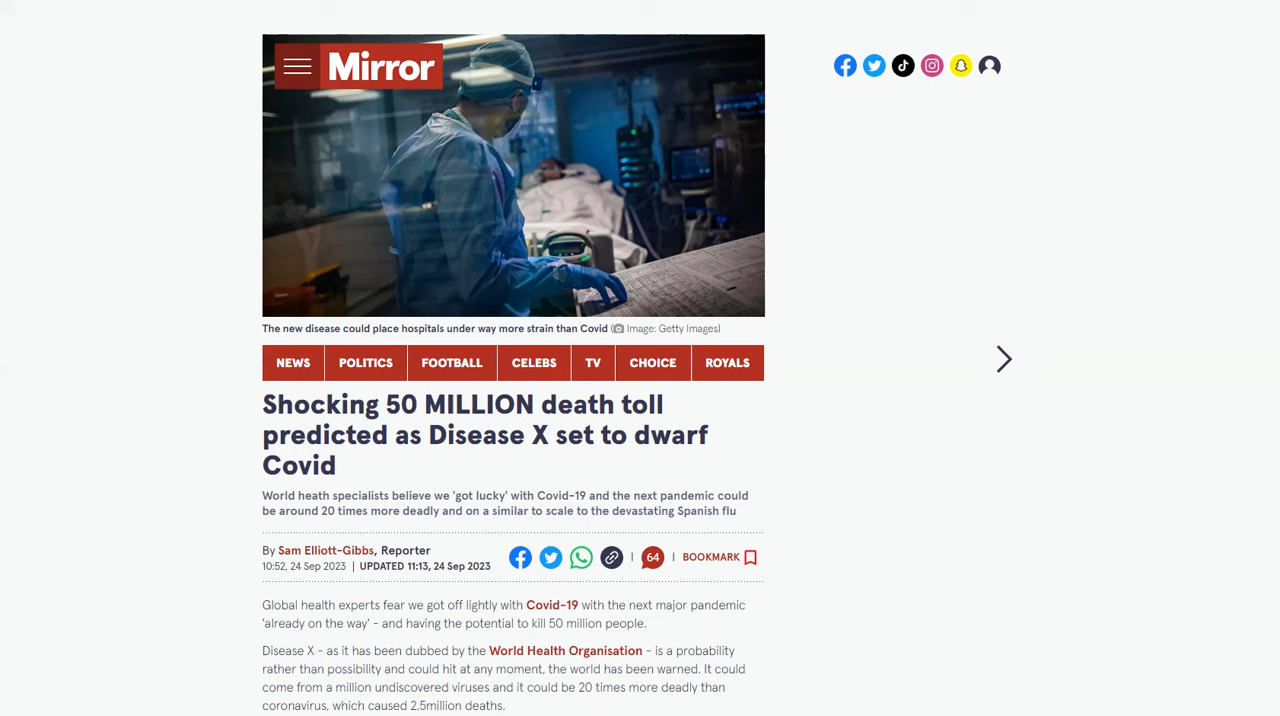 Mirror
The new disease could place hospitals under way more strain than Covid (Image: Getty Images)
NEWS POLITICS FOOTBALL CELEBS TV CHOICE ROYALS
Shocking 50 MILLION death toll
predicted as Disease X set to dwarf
Covid
World heath specialists believe we 'got lucky' with Covid-19 and the next pandemic could
be around 20 times more deadly and on a similar to scale to the devastating Spanish flu
By Sam Elliott-Gibbs, Reporter
10:52, 24 Sep 2023 | UPDATED 11:13, 24 Sep 2023
| 64 | BOOKMARK
Global health experts fear we got off lightly with Covid-19 with the next major pandemic
'already on the way' - and having the potential to kill 50 million people.
Disease X - as it has been dubbed by the World Health Organisation - is a probability
rather than possibility and could hit at any moment, the world has been warned. It could
come from a million undiscovered viruses and it could be 20 times more deadly than
coronavirus, which caused 2.5million deaths.